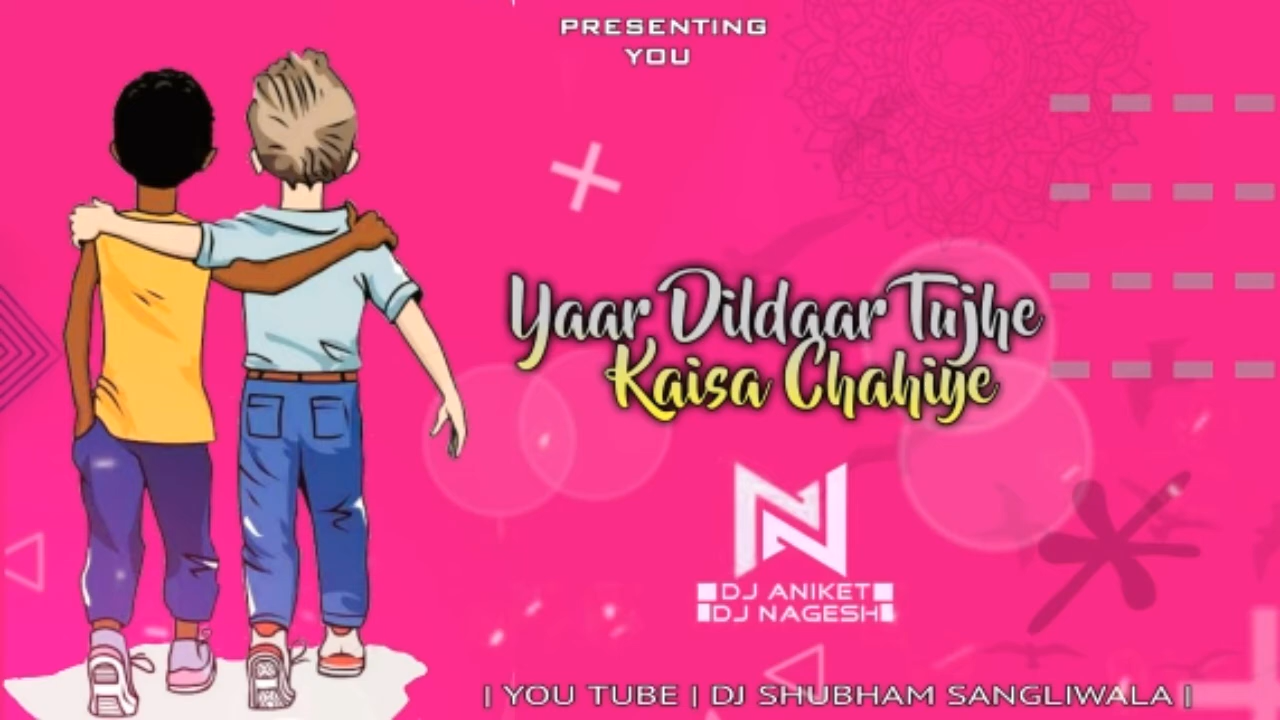 PRESENTING
YOU
Yaar Dildaar Tujhe
Kaisa Chahiye
N
DJ ANIKET
DJ NAGESH
| YOU TUBE | DJ SHUBHAM SANGLIWALA |